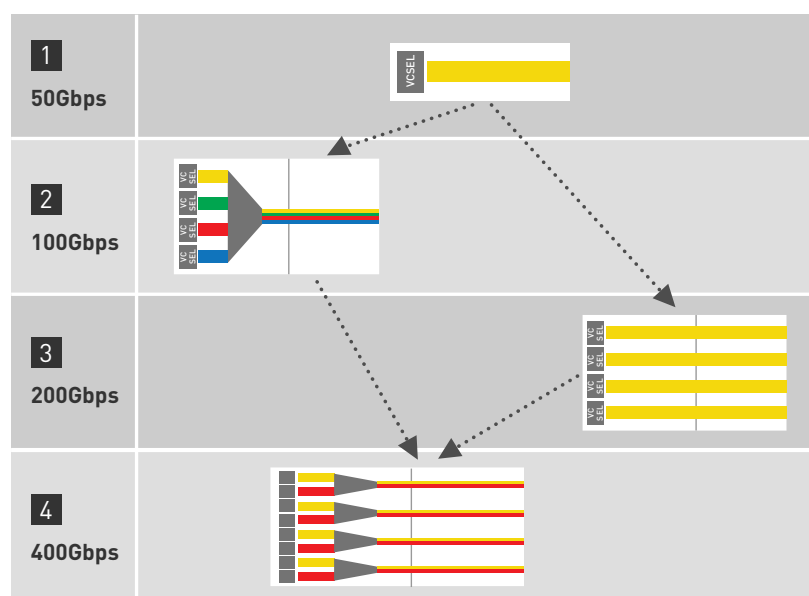 1
50Gbps
VCSEL
2
100Gbps
VC
SEL
VC
SEL
VC
SEL
VC
SEL
3
200Gbps
VC
SEL
VC
SEL
VC
SEL
VC
SEL
4
400Gbps